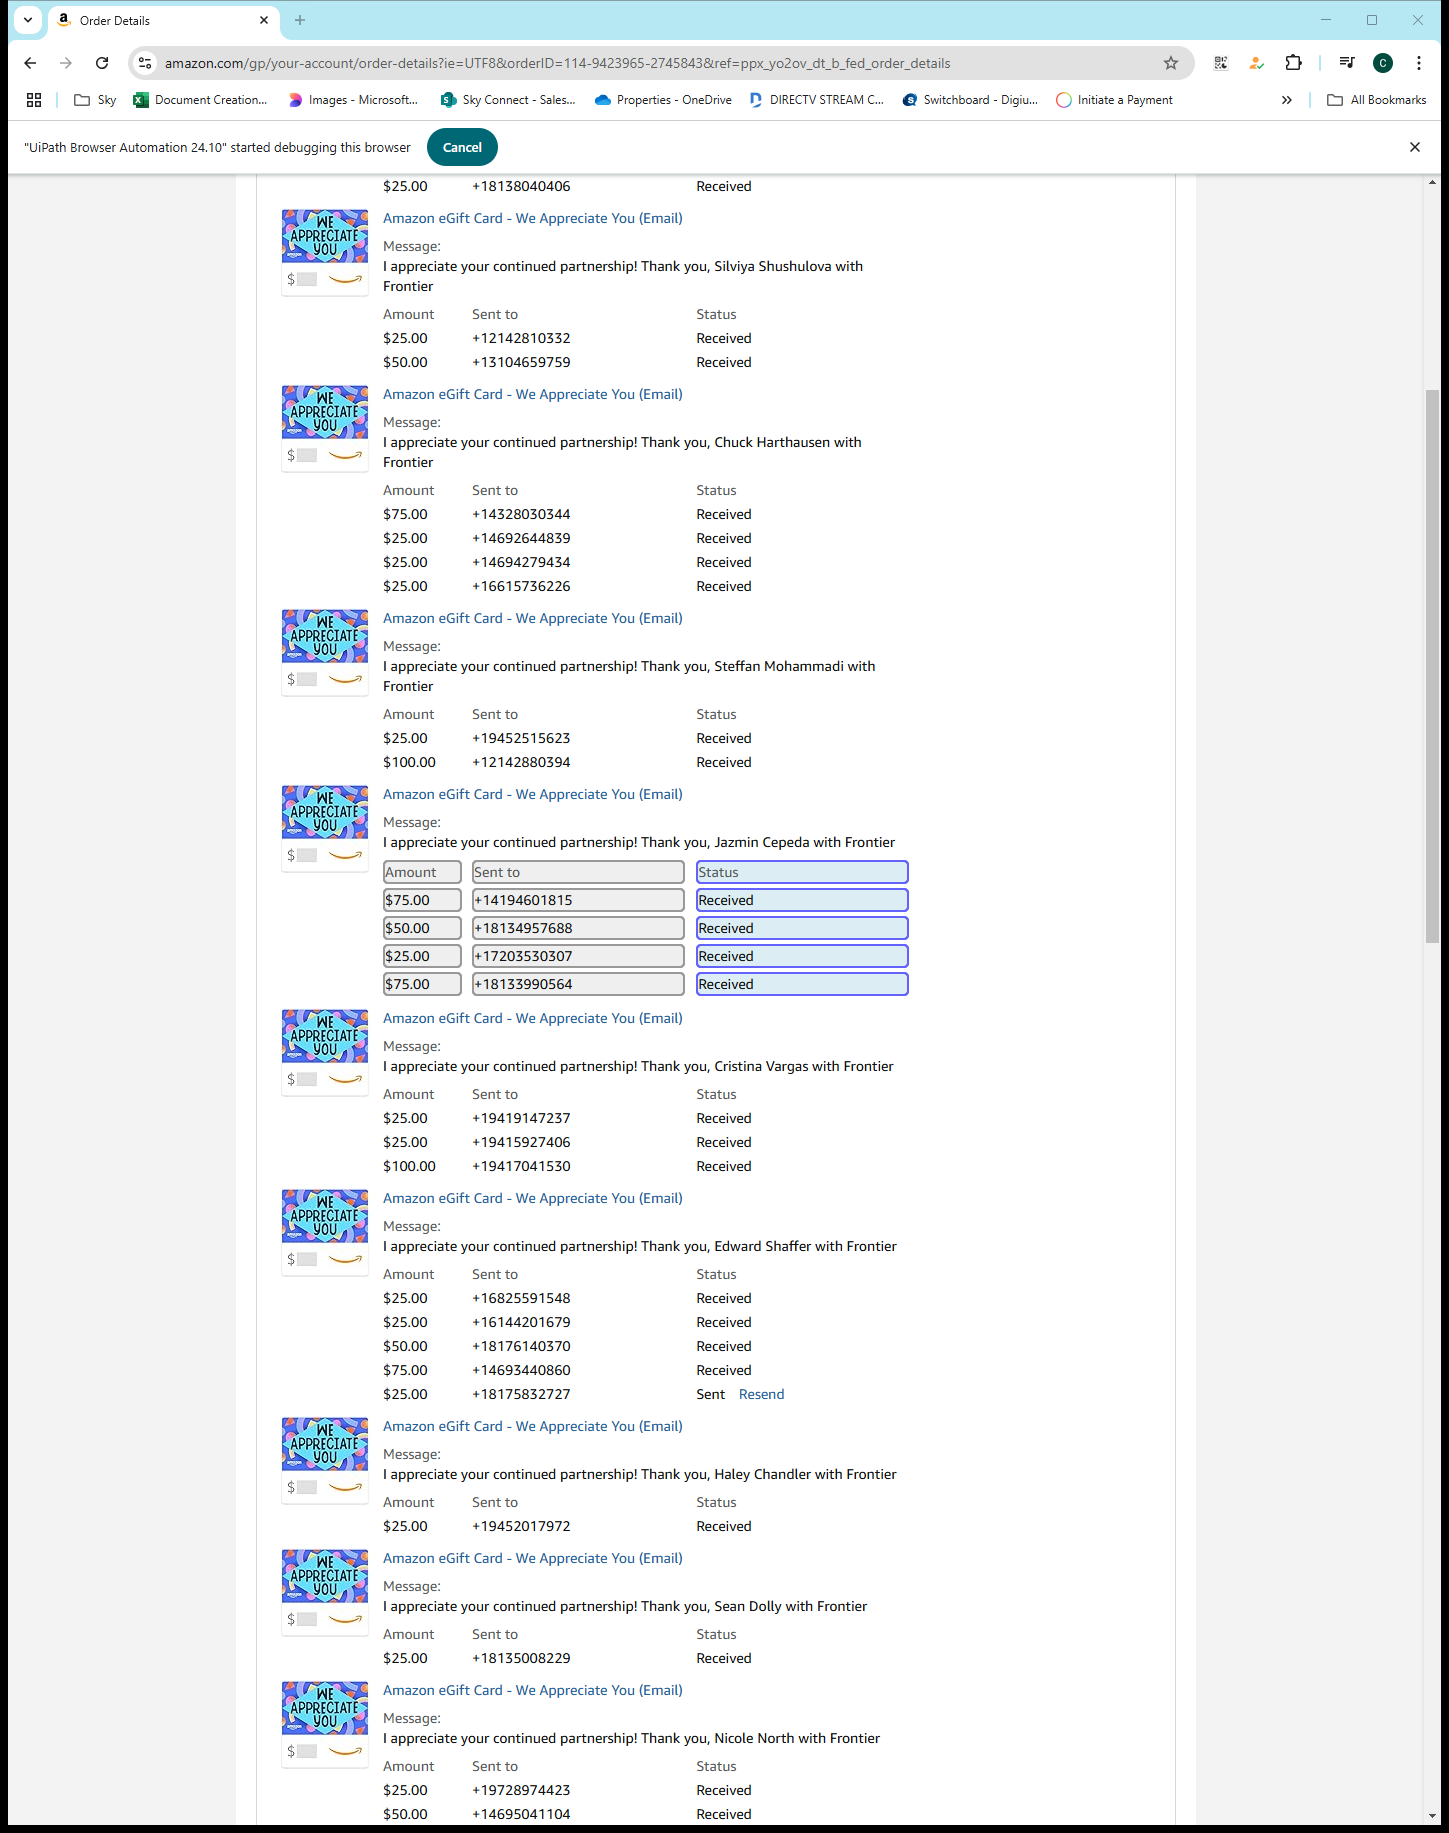 Order Details
amazon.com/gp/your-account/order-details?ie=UTF8&orderID=114-9423965-2745843&ref=ppx_yo2ov_dt_b_fed_order_details
C
Sky
Document Creation...
Images - Microsoft...
Sky Connect - Sales...
Properties - OneDrive
DIRECTV STREAM C...
Switchboard - Digiu...
Initiate a Payment
All Bookmarks
"UiPath Browser Automation 24.10" started debugging this browser
Cancel
$25.00 +18138040406 Received
WE APPRECIATE YOU
$
Amazon eGift Card - We Appreciate You (Email)
Message:
I appreciate your continued partnership! Thank you, Silviya Shushulova with
Frontier
Amount Sent to Status
$25.00 +12142810332 Received
$50.00 +13104659759 Received
WE APPRECIATE YOU
$
Amazon eGift Card - We Appreciate You (Email)
Message:
I appreciate your continued partnership! Thank you, Chuck Harthausen with
Frontier
Amount Sent to Status
$75.00 +14328030344 Received
$25.00 +14692644839 Received
$25.00 +14694279434 Received
$25.00 +16615736226 Received
WE APPRECIATE YOU
$
Amazon eGift Card - We Appreciate You (Email)
Message:
I appreciate your continued partnership! Thank you, Steffan Mohammadi with
Frontier
Amount Sent to Status
$25.00 +19452515623 Received
$100.00 +12142880394 Received
WE APPRECIATE YOU
$
Amazon eGift Card - We Appreciate You (Email)
Message:
I appreciate your continued partnership! Thank you, Jazmin Cepeda with Frontier
Amount Sent to Status
$75.00 +14194601815 Received
$50.00 +18134957688 Received
$25.00 +17203530307 Received
$75.00 +18133990564 Received
WE APPRECIATE YOU
$
Amazon eGift Card - We Appreciate You (Email)
Message:
I appreciate your continued partnership! Thank you, Cristina Vargas with Frontier
Amount Sent to Status
$25.00 +19419147237 Received
$25.00 +19415927406 Received
$100.00 +19417041530 Received
WE APPRECIATE YOU
$
Amazon eGift Card - We Appreciate You (Email)
Message:
I appreciate your continued partnership! Thank you, Edward Shaffer with Frontier
Amount Sent to Status
$25.00 +16825591548 Received
$25.00 +16144201679 Received
$50.00 +18176140370 Received
$75.00 +14693440860 Received
$25.00 +18175832727 Sent Resend
WE APPRECIATE YOU
$
Amazon eGift Card - We Appreciate You (Email)
Message:
I appreciate your continued partnership! Thank you, Haley Chandler with Frontier
Amount Sent to Status
$25.00 +19452017972 Received
WE APPRECIATE YOU
$
Amazon eGift Card - We Appreciate You (Email)
Message:
I appreciate your continued partnership! Thank you, Sean Dolly with Frontier
Amount Sent to Status
$25.00 +18135008229 Received
WE APPRECIATE YOU
$
Amazon eGift Card - We Appreciate You (Email)
Message:
I appreciate your continued partnership! Thank you, Nicole North with Frontier
Amount Sent to Status
$25.00 +19728974423 Received
$50.00 +14695041104 Received